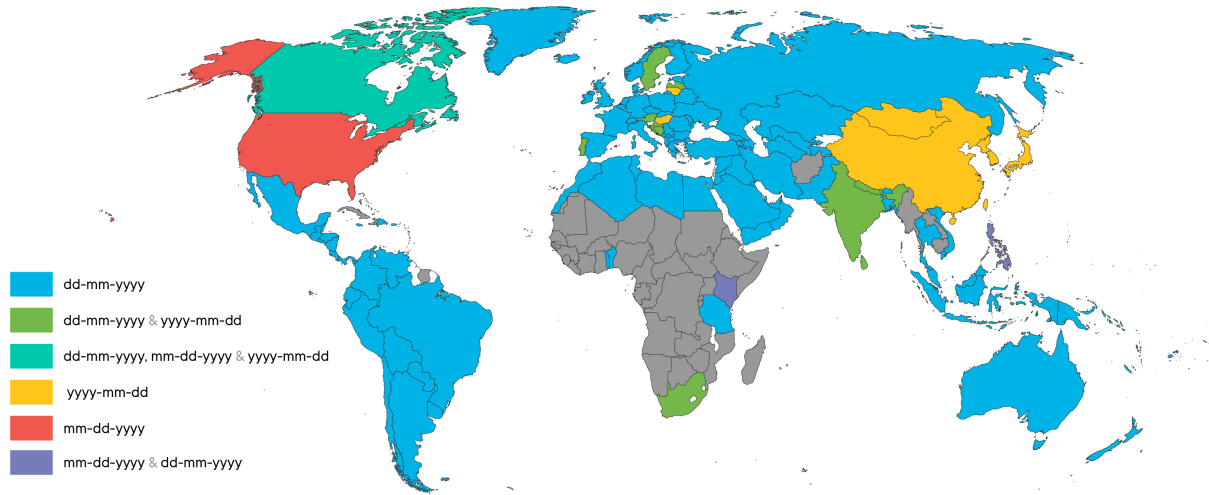 dd-mm-yyyy
dd-mm-yyyy & yyyy-mm-dd
dd-mm-yyyy, mm-dd-yyyy & yyyy-mm-dd
yyyy-mm-dd
mm-dd-yyyy
mm-dd-yyyy & dd-mm-yyyy